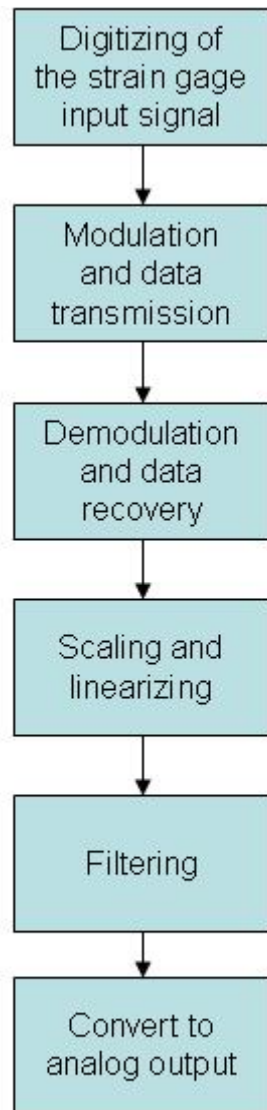 Digitizing of
the strain gage
input signal
Modulation
and data
transmission
Demodulation
and data
recovery
Scaling and
linearizing
Filtering
Convert to
analog output